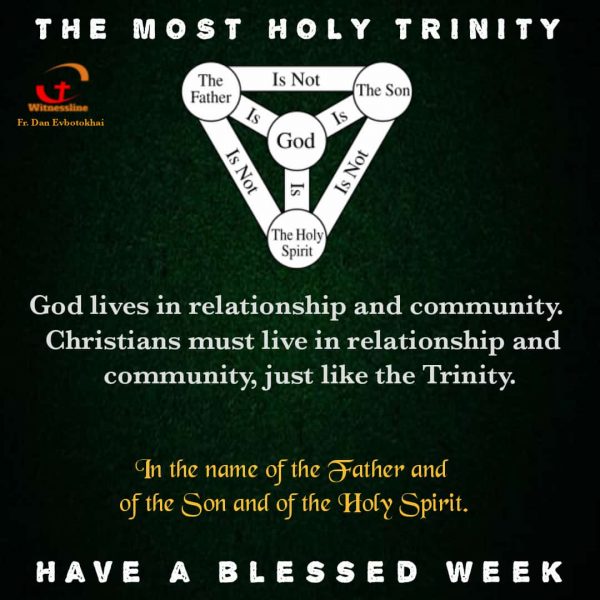 THE MOST HOLY TRINITY
Witnessline
Fr. Dan Evbotokhai
The
Father
Is Not
The Son
Is
Is
God
Is Not
Is
Is Not
The Holy
Spirit
God lives in relationship and community.
Christians must live in relationship and
community, just like the Trinity.
In the name of the Father and
of the Son and of the Holy Spirit.
HAVE A BLESSED WEEK